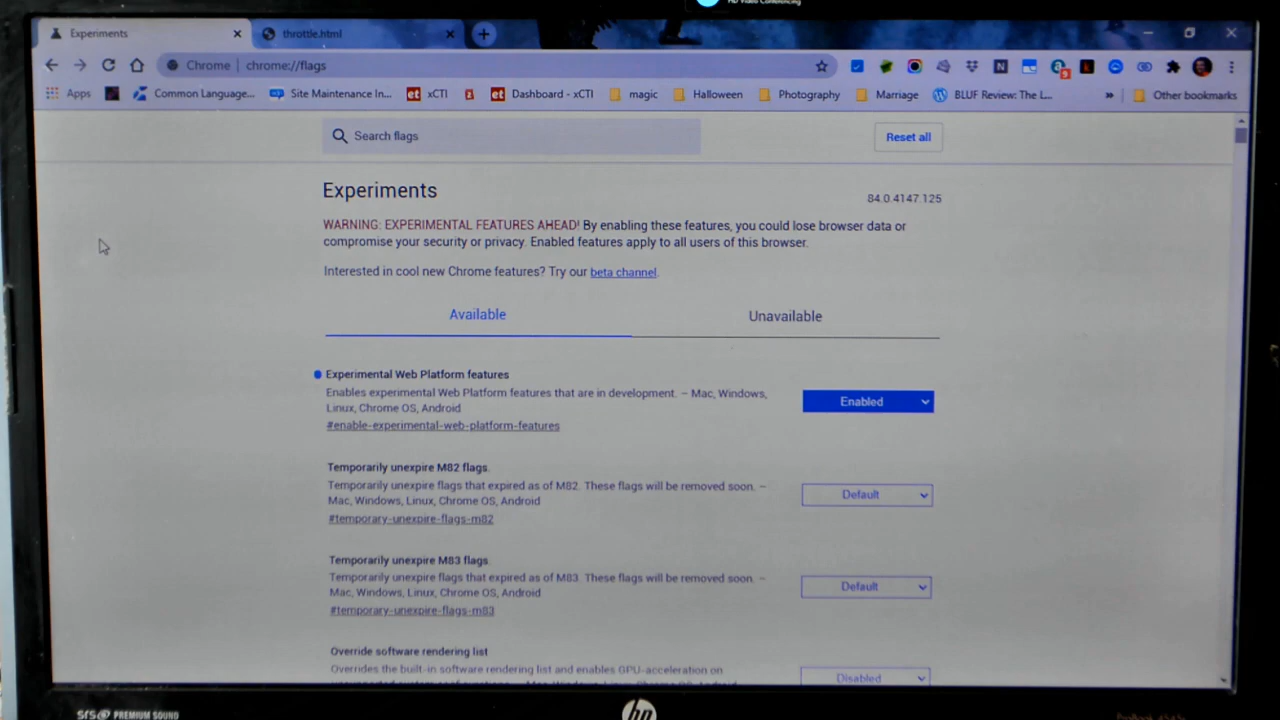 HD Video Conferencing
Experiments
throttle.html
Chrome | chrome://flags
Apps
Common Language...
Site Maintenance In...
et xCTI
et Dashboard - xCTI
magic
Halloween
Photography
Marriage
BLUF Review: The L...
»
Other bookmarks
Search flags
Reset all
Experiments
84.0.4147.125
WARNING: EXPERIMENTAL FEATURES AHEAD! By enabling these features, you could lose browser data or
compromise your security or privacy. Enabled features apply to all users of this browser.
Interested in cool new Chrome features? Try our beta channel.
Available
Unavailable
Experimental Web Platform features
Enables experimental Web Platform features that are in development. – Mac, Windows,
Linux, Chrome OS, Android
#enable-experimental-web-platform-features
Enabled
Temporarily unexpire M82 flags.
Temporarily unexpire flags that expired as of M82. These flags will be removed soon. –
Mac, Windows, Linux, Chrome OS, Android
#temporary-unexpire-flags-m82
Default
Temporarily unexpire M83 flags.
Temporarily unexpire flags that expired as of M83. These flags will be removed soon. –
Mac, Windows, Linux, Chrome OS, Android
#temporary-unexpire-flags-m83
Default
Override software rendering list
Overrides the built-in software rendering list and enables GPU-acceleration on
Disabled
SRS PREMIUM SOUND
hp